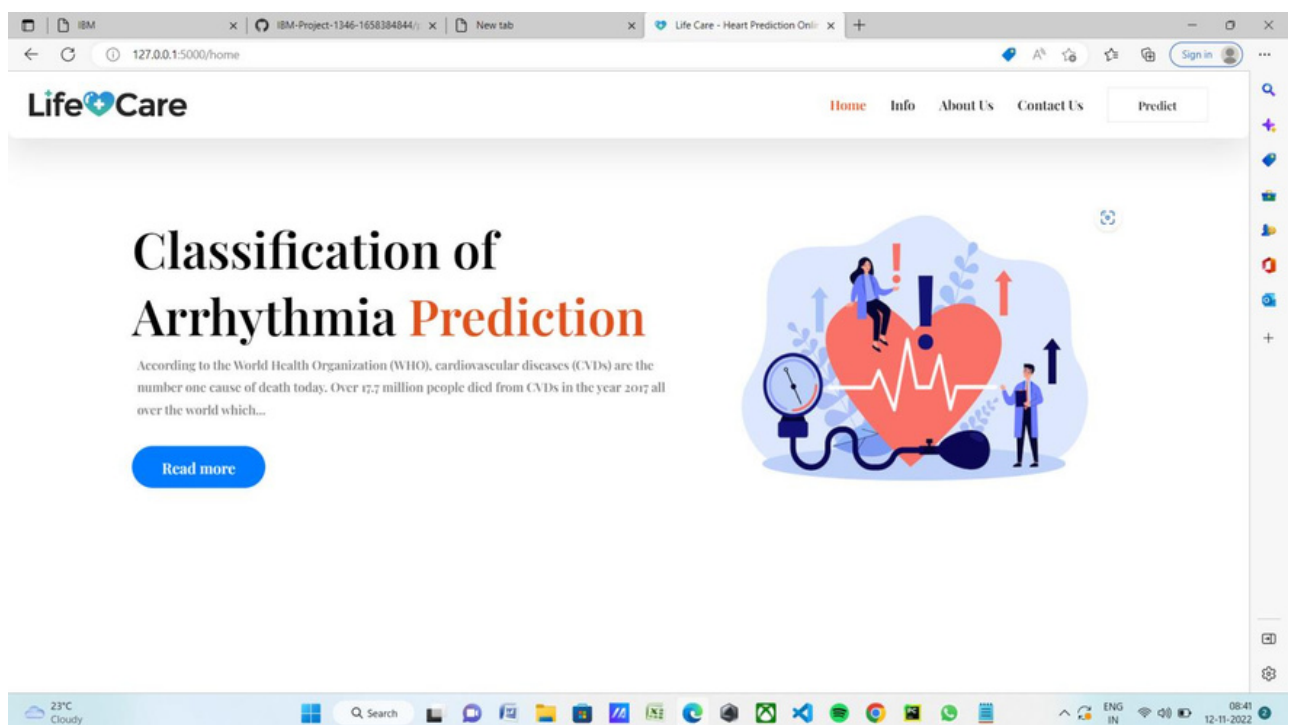 IBM
IBM-Project-1346-1658384844/
New tab
Life Care - Heart Prediction Onli
127.0.0.1:5000/home
Sign in
Life Care
Home Info About Us Contact Us Predict
Classification of
Arrhythmia Prediction
According to the World Health Organization (WHO), cardiovascular diseases (CVDs) are the
number one cause of death today. Over 17.7 million people died from CVDs in the year 2017 all
over the world which...
Read more
23°C
Cloudy
Search
ENG
IN
08:41
12-11-2022
2